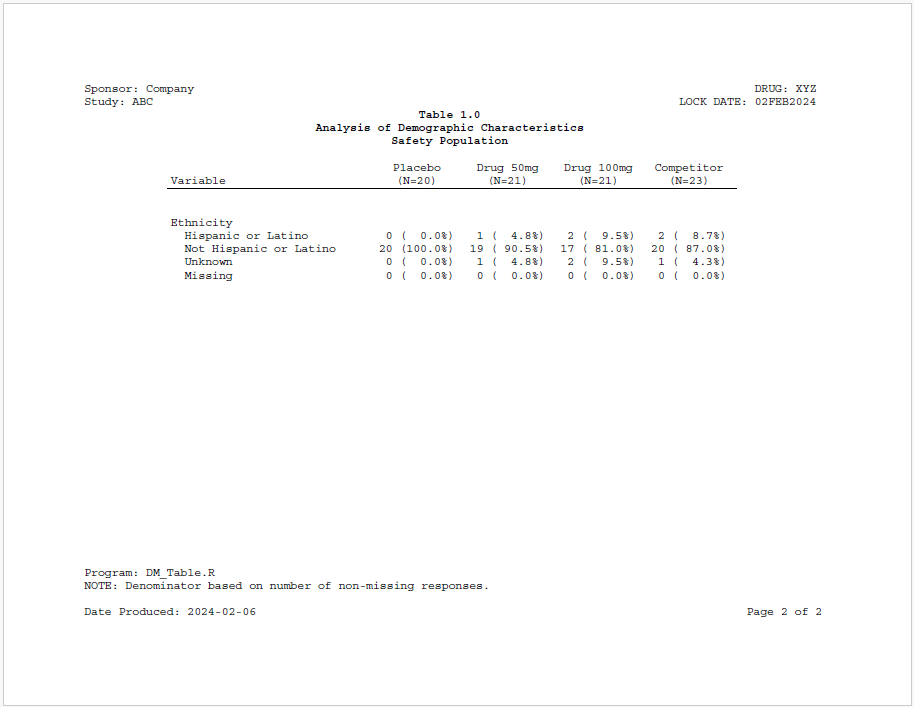 Sponsor: Company DRUG: XYZ
Study: ABC LOCK DATE: 02FEB2024
Table 1.0
Analysis of Demographic Characteristics
Safety Population
Placebo Drug 50mg Drug 100mg Competitor
Variable (N=20) (N=21) (N=21) (N=23)
Ethnicity
Hispanic or Latino 0 ( 0.0%) 1 ( 4.8%) 2 ( 9.5%) 2 ( 8.7%)
Not Hispanic or Latino 20 (100.0%) 19 ( 90.5%) 17 ( 81.0%) 20 ( 87.0%)
Unknown 0 ( 0.0%) 1 ( 4.8%) 2 ( 9.5%) 1 ( 4.3%)
Missing 0 ( 0.0%) 0 ( 0.0%) 0 ( 0.0%) 0 ( 0.0%)
Program: DM_Table.R
NOTE: Denominator based on number of non-missing responses.
Date Produced: 2024-02-06 Page 2 of 2